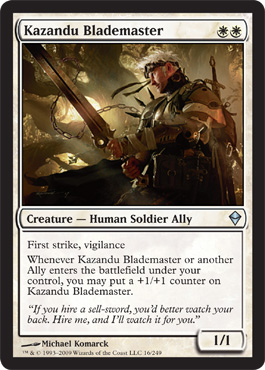 Kazandu Blademaster
Creature — Human Soldier Ally
First strike, vigilance
Whenever Kazandu Blademaster or another
Ally enters the battlefield under your
control, you may put a +1/+1 counter on
Kazandu Blademaster.
“If you hire a sell-sword, you’d better watch your
back. Hire me, and I’ll watch it for you.”
1/1
Michael Komarck
™ & © 1993–2009 Wizards of the Coast LLC 16/249